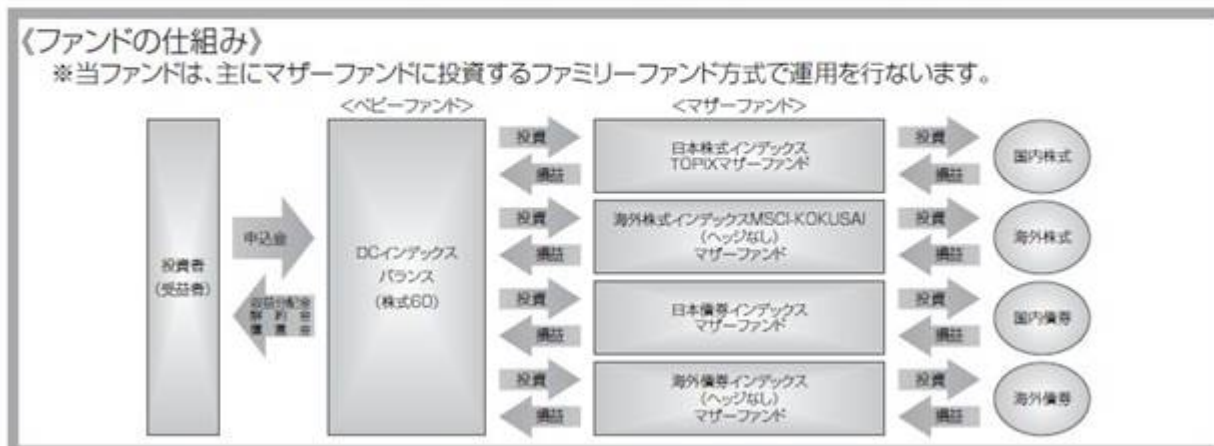 《ファンドの仕組み》
※当ファンドは、主にマザーファンドに投資するファミリーファンド方式で運用を行ないます。
<ベビーファンド>
<マザーファンド>
投資者
(受益者)
申込金
収益分配金
解約金
償還金
DCインデックス
バランス
(株式60)
投資
損益
日本株式インデックス
TOPIXマザーファンド
投資
損益
国内株式
投資
損益
海外株式インデックスMSCI-KOKUSAI
(ヘッジなし)
マザーファンド
投資
損益
海外株式
投資
損益
日本債券インデックス
マザーファンド
投資
損益
国内債券
投資
損益
海外債券インデックス
(ヘッジなし)
マザーファンド
投資
損益
海外債券